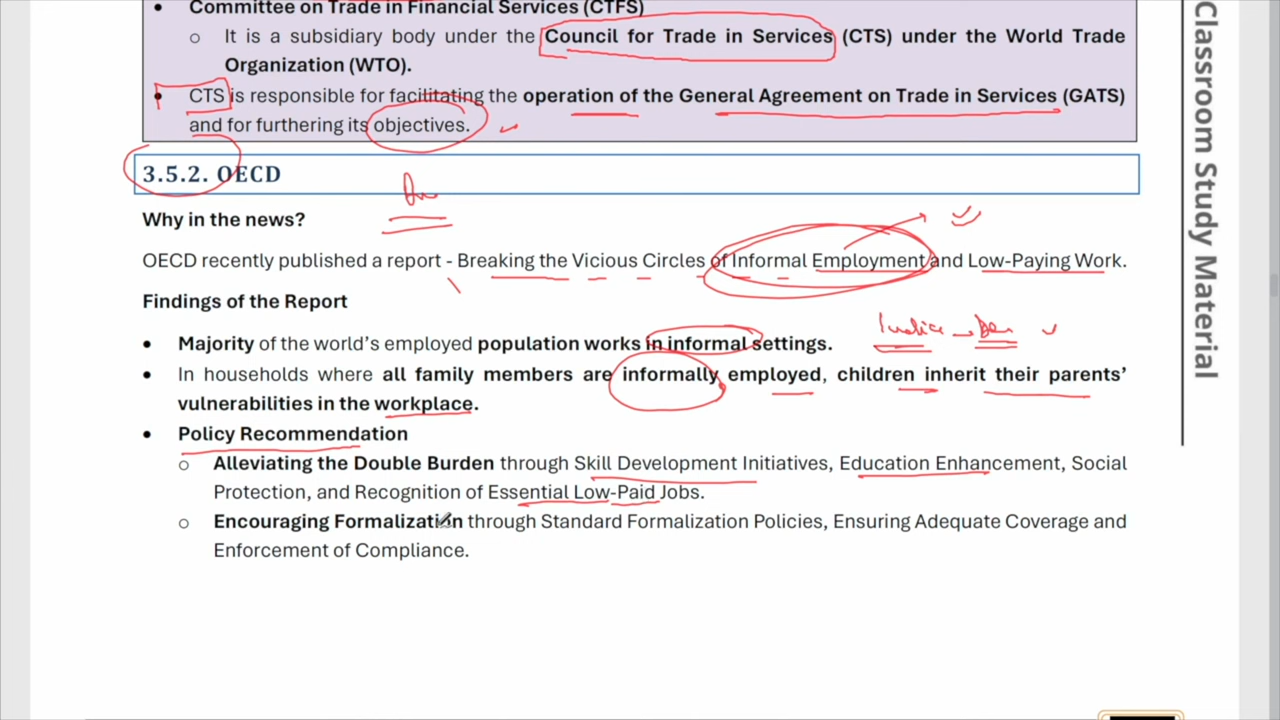 • Committee on Trade in Financial Services (CTFS)
o It is a subsidiary body under the Council for Trade in Services (CTS) under the World Trade
Organization (WTO).
• CTS is responsible for facilitating the operation of the General Agreement on Trade in Services (GATS)
and for furthering its objectives.
3.5.2. OECD
Why in the news?
OECD recently published a report - Breaking the Vicious Circles of Informal Employment and Low-Paying Work.
Findings of the Report
• Majority of the world's employed population works in informal settings.
• In households where all family members are informally employed, children inherit their parents'
vulnerabilities in the workplace.
• Policy Recommendation
o Alleviating the Double Burden through Skill Development Initiatives, Education Enhancement, Social
Protection, and Recognition of Essential Low-Paid Jobs.
o Encouraging Formalization through Standard Formalization Policies, Ensuring Adequate Coverage and
Enforcement of Compliance.
Classroom Study Material
India